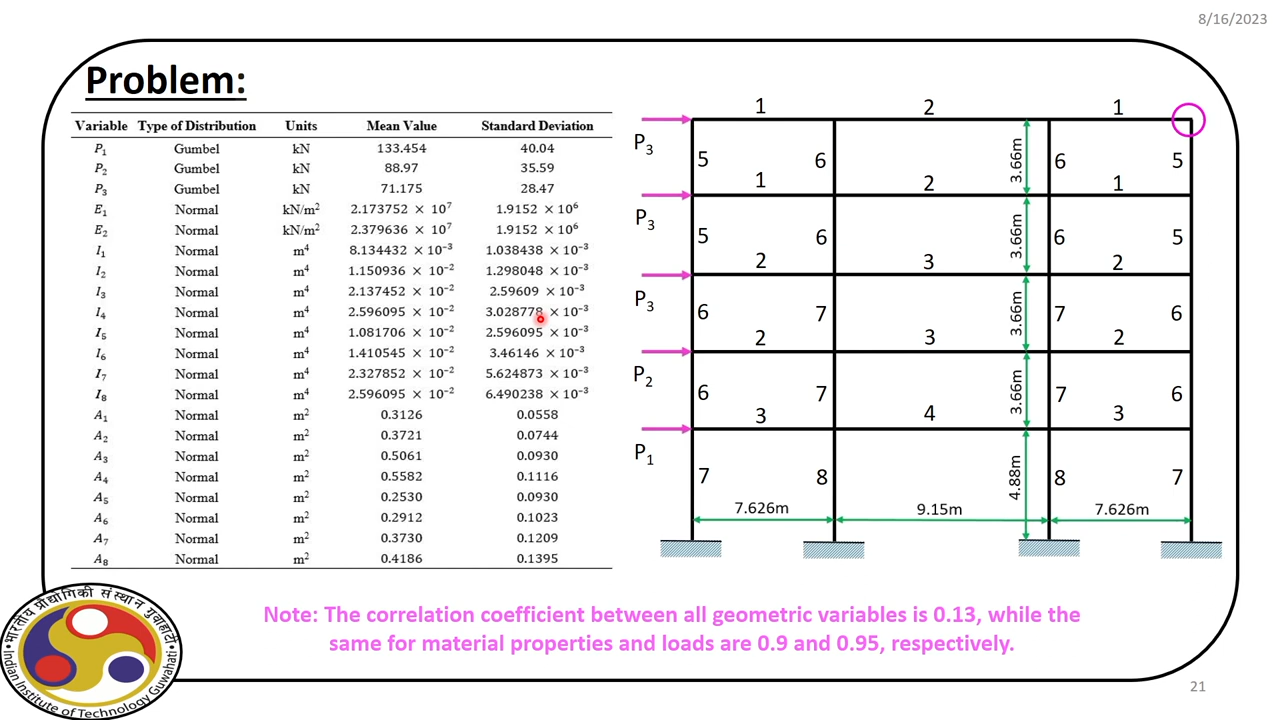 8/16/2023
Problem:
Variable Type of Distribution Units Mean Value Standard Deviation
P₁ Gumbel kN 133.454 40.04
P₂ Gumbel kN 88.97 35.59
P₃ Gumbel kN 71.175 28.47
E₁ Normal kN/m² 2.173752 × 10⁷ 1.9152 × 10⁶
E₂ Normal kN/m² 2.379636 × 10⁷ 1.9152 × 10⁶
I₁ Normal m⁴ 8.134432 × 10⁻³ 1.038438 × 10⁻³
I₂ Normal m⁴ 1.150936 × 10⁻² 1.298048 × 10⁻³
I₃ Normal m⁴ 2.137452 × 10⁻² 2.59609 × 10⁻³
I₄ Normal m⁴ 2.596095 × 10⁻² 3.028778 × 10⁻³
I₅ Normal m⁴ 1.081706 × 10⁻² 2.596095 × 10⁻³
I₆ Normal m⁴ 1.410545 × 10⁻² 3.46146 × 10⁻³
I₇ Normal m⁴ 2.327852 × 10⁻² 5.624873 × 10⁻³
I₈ Normal m⁴ 2.596095 × 10⁻² 6.490238 × 10⁻³
A₁ Normal m² 0.3126 0.0558
A₂ Normal m² 0.3721 0.0744
A₃ Normal m² 0.5061 0.0930
A₄ Normal m² 0.5582 0.1116
A₅ Normal m² 0.2530 0.0930
A₆ Normal m² 0.2912 0.1023
A₇ Normal m² 0.3730 0.1209
A₈ Normal m² 0.4186 0.1395
1 2 1
P₃ 5 6 3.66m 6 5
1 2 1
P₃ 5 6 3.66m 6 5
2 3 2
P₃ 6 7 3.66m 7 6
2 3 2
P₂ 6 7 3.66m 7 6
3 4 3
P₁ 7 8 4.88m 8 7
7.626m 9.15m 7.626m
Note: The correlation coefficient between all geometric variables is 0.13, while the
same for material properties and loads are 0.9 and 0.95, respectively.
भारतीय प्रौद्योगिकी संस्थान गुवाहाटी
Indian Institute of Technology Guwahati
21